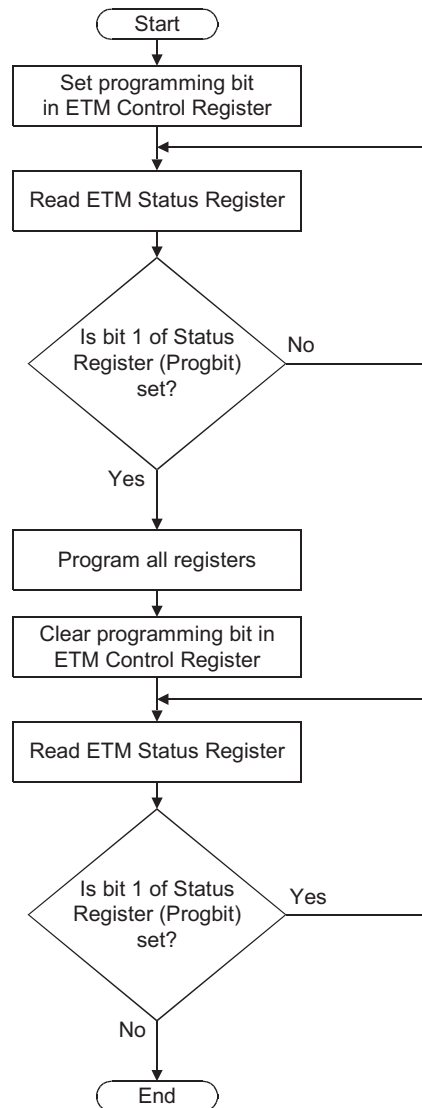 Start
Set programming bit
in ETM Control Register
Read ETM Status Register
Is bit 1 of Status
Register (Progbit)
set?
No
Yes
Program all registers
Clear programming bit in
ETM Control Register
Read ETM Status Register
Is bit 1 of Status
Register (Progbit)
set?
Yes
No
End